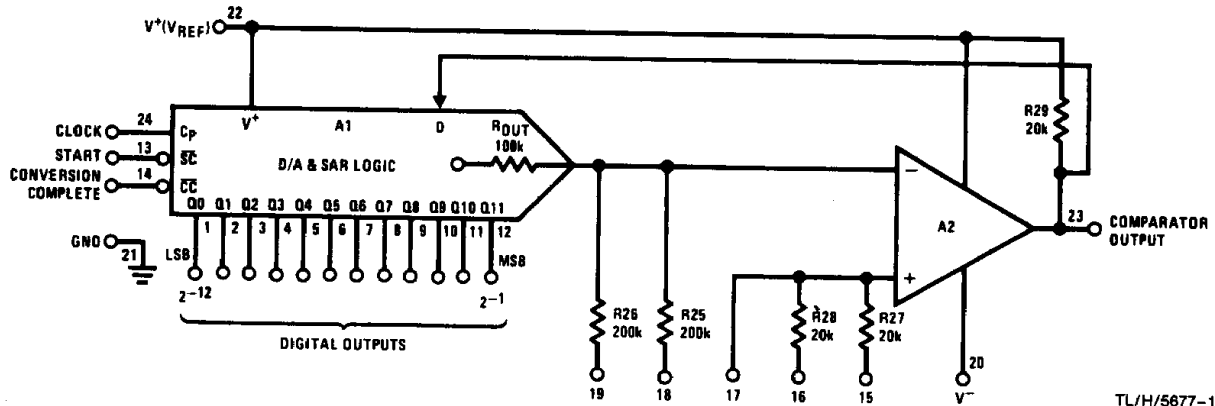 V+(VREF) 22
R29
20k
CLOCK 24 CP V+ A1 D ROUT
100k
START 13 SC D/A & SAR LOGIC
CONVERSION
COMPLETE 14 CC
Q0 Q1 Q2 Q3 Q4 Q5 Q6 Q7 Q8 Q9 Q10 Q11
1 2 3 4 5 6 7 8 9 10 11 12
GND 21
LSB MSB
2-12 2-1
DIGITAL OUTPUTS
− A2 +
23 COMPARATOR
OUTPUT
R26
200k
R25
200k
R28
20k
R27
20k
19 18 17 16 15
20
V−
TL/H/5677-1